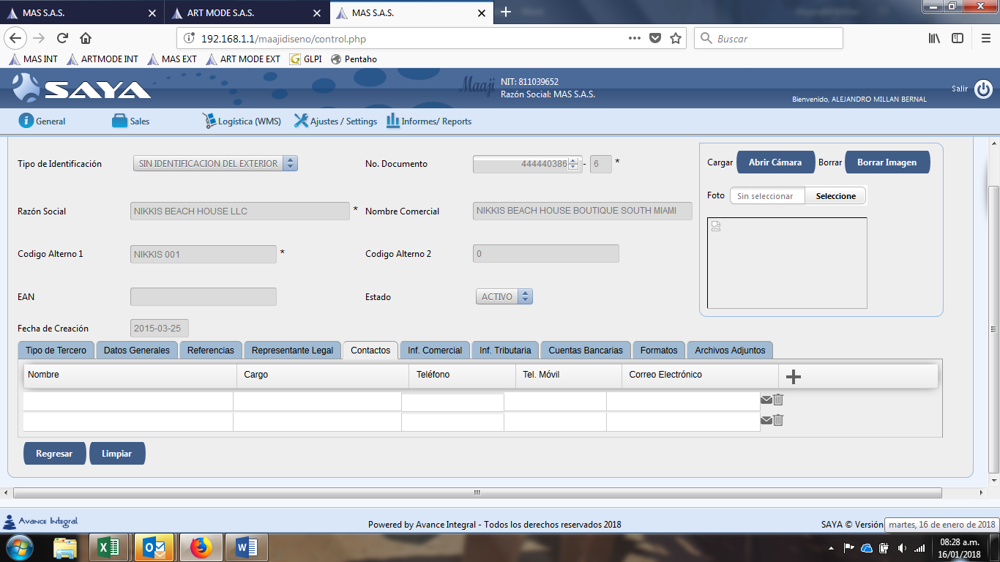 MAS S.A.S.
ART MODE S.A.S.
MAS S.A.S.
192.168.1.1/maajidiseno/control.php
Buscar
MAS INT
ARTMODE INT
MAS EXT
ART MODE EXT
GLPI
Pentaho
SAYA
Maaji
NIT: 811039652
Razón Social: MAS S.A.S.
Salir
Bienvenido, ALEJANDRO MILLAN BERNAL
General
Sales
Logística (WMS)
Ajustes / Settings
Informes/ Reports
Tipo de Identificación
SIN IDENTIFICACION DEL EXTERIOR
No. Documento
444440386 - 6 *
Razón Social
NIKKIS BEACH HOUSE LLC *
Nombre Comercial
NIKKIS BEACH HOUSE BOUTIQUE SOUTH MIAMI
Codigo Alterno 1
NIKKIS 001 *
Codigo Alterno 2
0
EAN
Estado
ACTIVO
Fecha de Creación
2015-03-25
Cargar
Abrir Cámara
Borrar
Borrar Imagen
Foto
Sin seleccionar
Seleccione
Tipo de Tercero
Datos Generales
Referencias
Representante Legal
Contactos
Inf. Comercial
Inf. Tributaria
Cuentas Bancarias
Formatos
Archivos Adjuntos
Nombre
Cargo
Teléfono
Tel. Móvil
Correo Electrónico
Regresar
Limpiar
Avance Integral
Powered by Avance Integral - Todos los derechos reservados 2018
SAYA © Versión
martes, 16 de enero de 2018
08:28 a.m.
16/01/2018